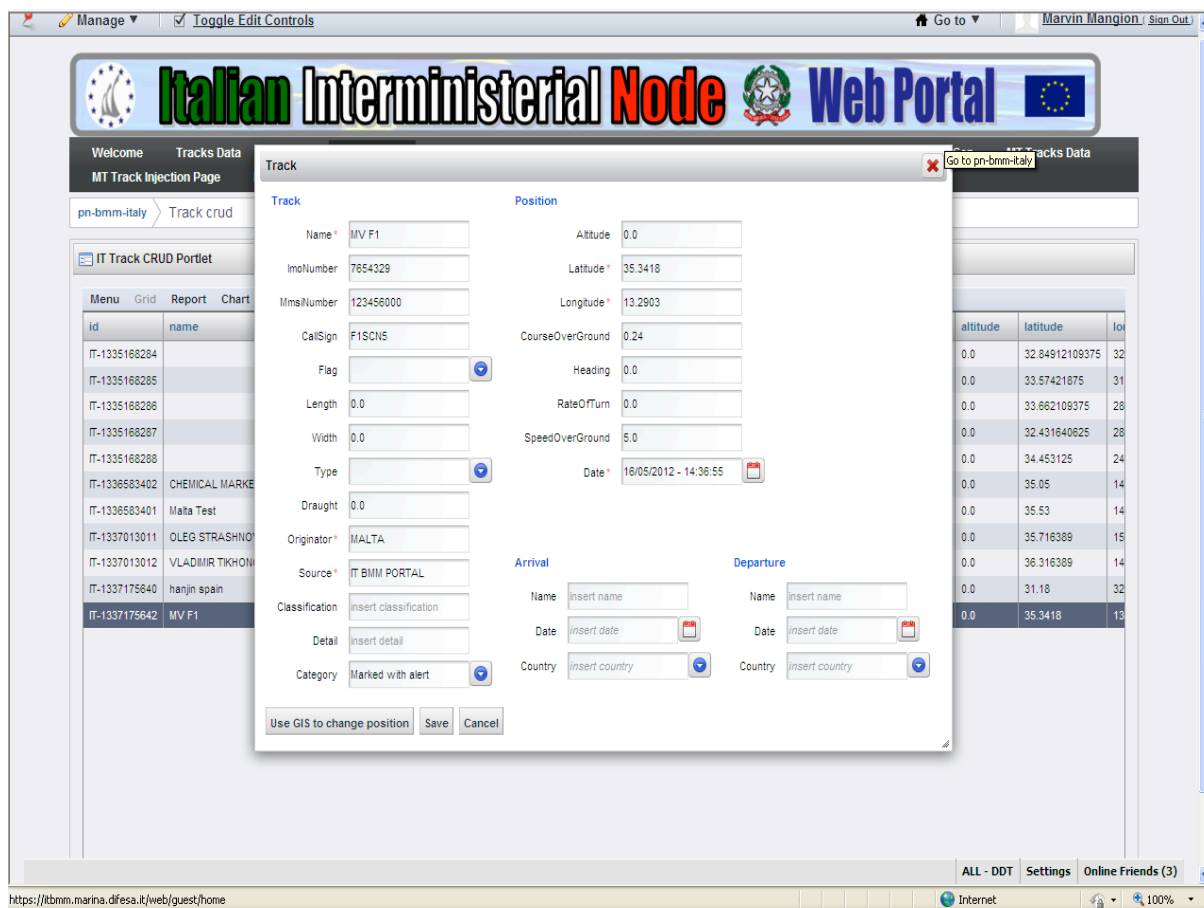 Manage ▼ Toggle Edit Controls Go to ▼ Marvin Mangion ( Sign Out )
Italian Interministerial Node Web Portal
Welcome Tracks Data MT Tracks Data
Go to pn-bmm-italy
MT Track Injection Page
pn-bmm-italy Track crud
IT Track CRUD Portlet
Menu Grid Report Chart
id name altitude latitude
IT-1335168284 0.0 32.84912109375 32
IT-1335168285 0.0 33.57421875 31
IT-1335168286 0.0 33.662109375 28
IT-1335168287 0.0 32.431640625 28
IT-1335168288 0.0 34.453125 24
IT-1336583402 CHEMICAL MARKE 0.0 35.05 14
IT-1336583401 Malta Test 0.0 35.53 14
IT-1337013011 OLEG STRASHNO 0.0 35.716389 15
IT-1337013012 VLADIMIR TIKHON 0.0 36.316389 14
IT-1337175640 hanjin spain 0.0 31.18 32
IT-1337175642 MV F1 0.0 35.3418 13
Track
Track
Name* MV F1
ImoNumber 7654329
MmsiNumber 123456000
CallSign F1SCN5
Flag
Length 0.0
Width 0.0
Type
Draught 0.0
Originator* MALTA
Source* IT BMM PORTAL
Classification insert classification
Detail insert detail
Category Marked with alert
Position
Altitude 0.0
Latitude* 35.3418
Longitude* 13.2903
CourseOverGround 0.24
Heading 0.0
RateOfTurn 0.0
SpeedOverGround 5.0
Date* 16/05/2012 - 14:36:55
Arrival
Name insert name
Date insert date
Country insert country
Departure
Name insert name
Date insert date
Country insert country
Use GIS to change position Save Cancel
ALL - DDT Settings Online Friends (3)
https://itbmm.marina.difesa.it/web/guest/home Internet 100%